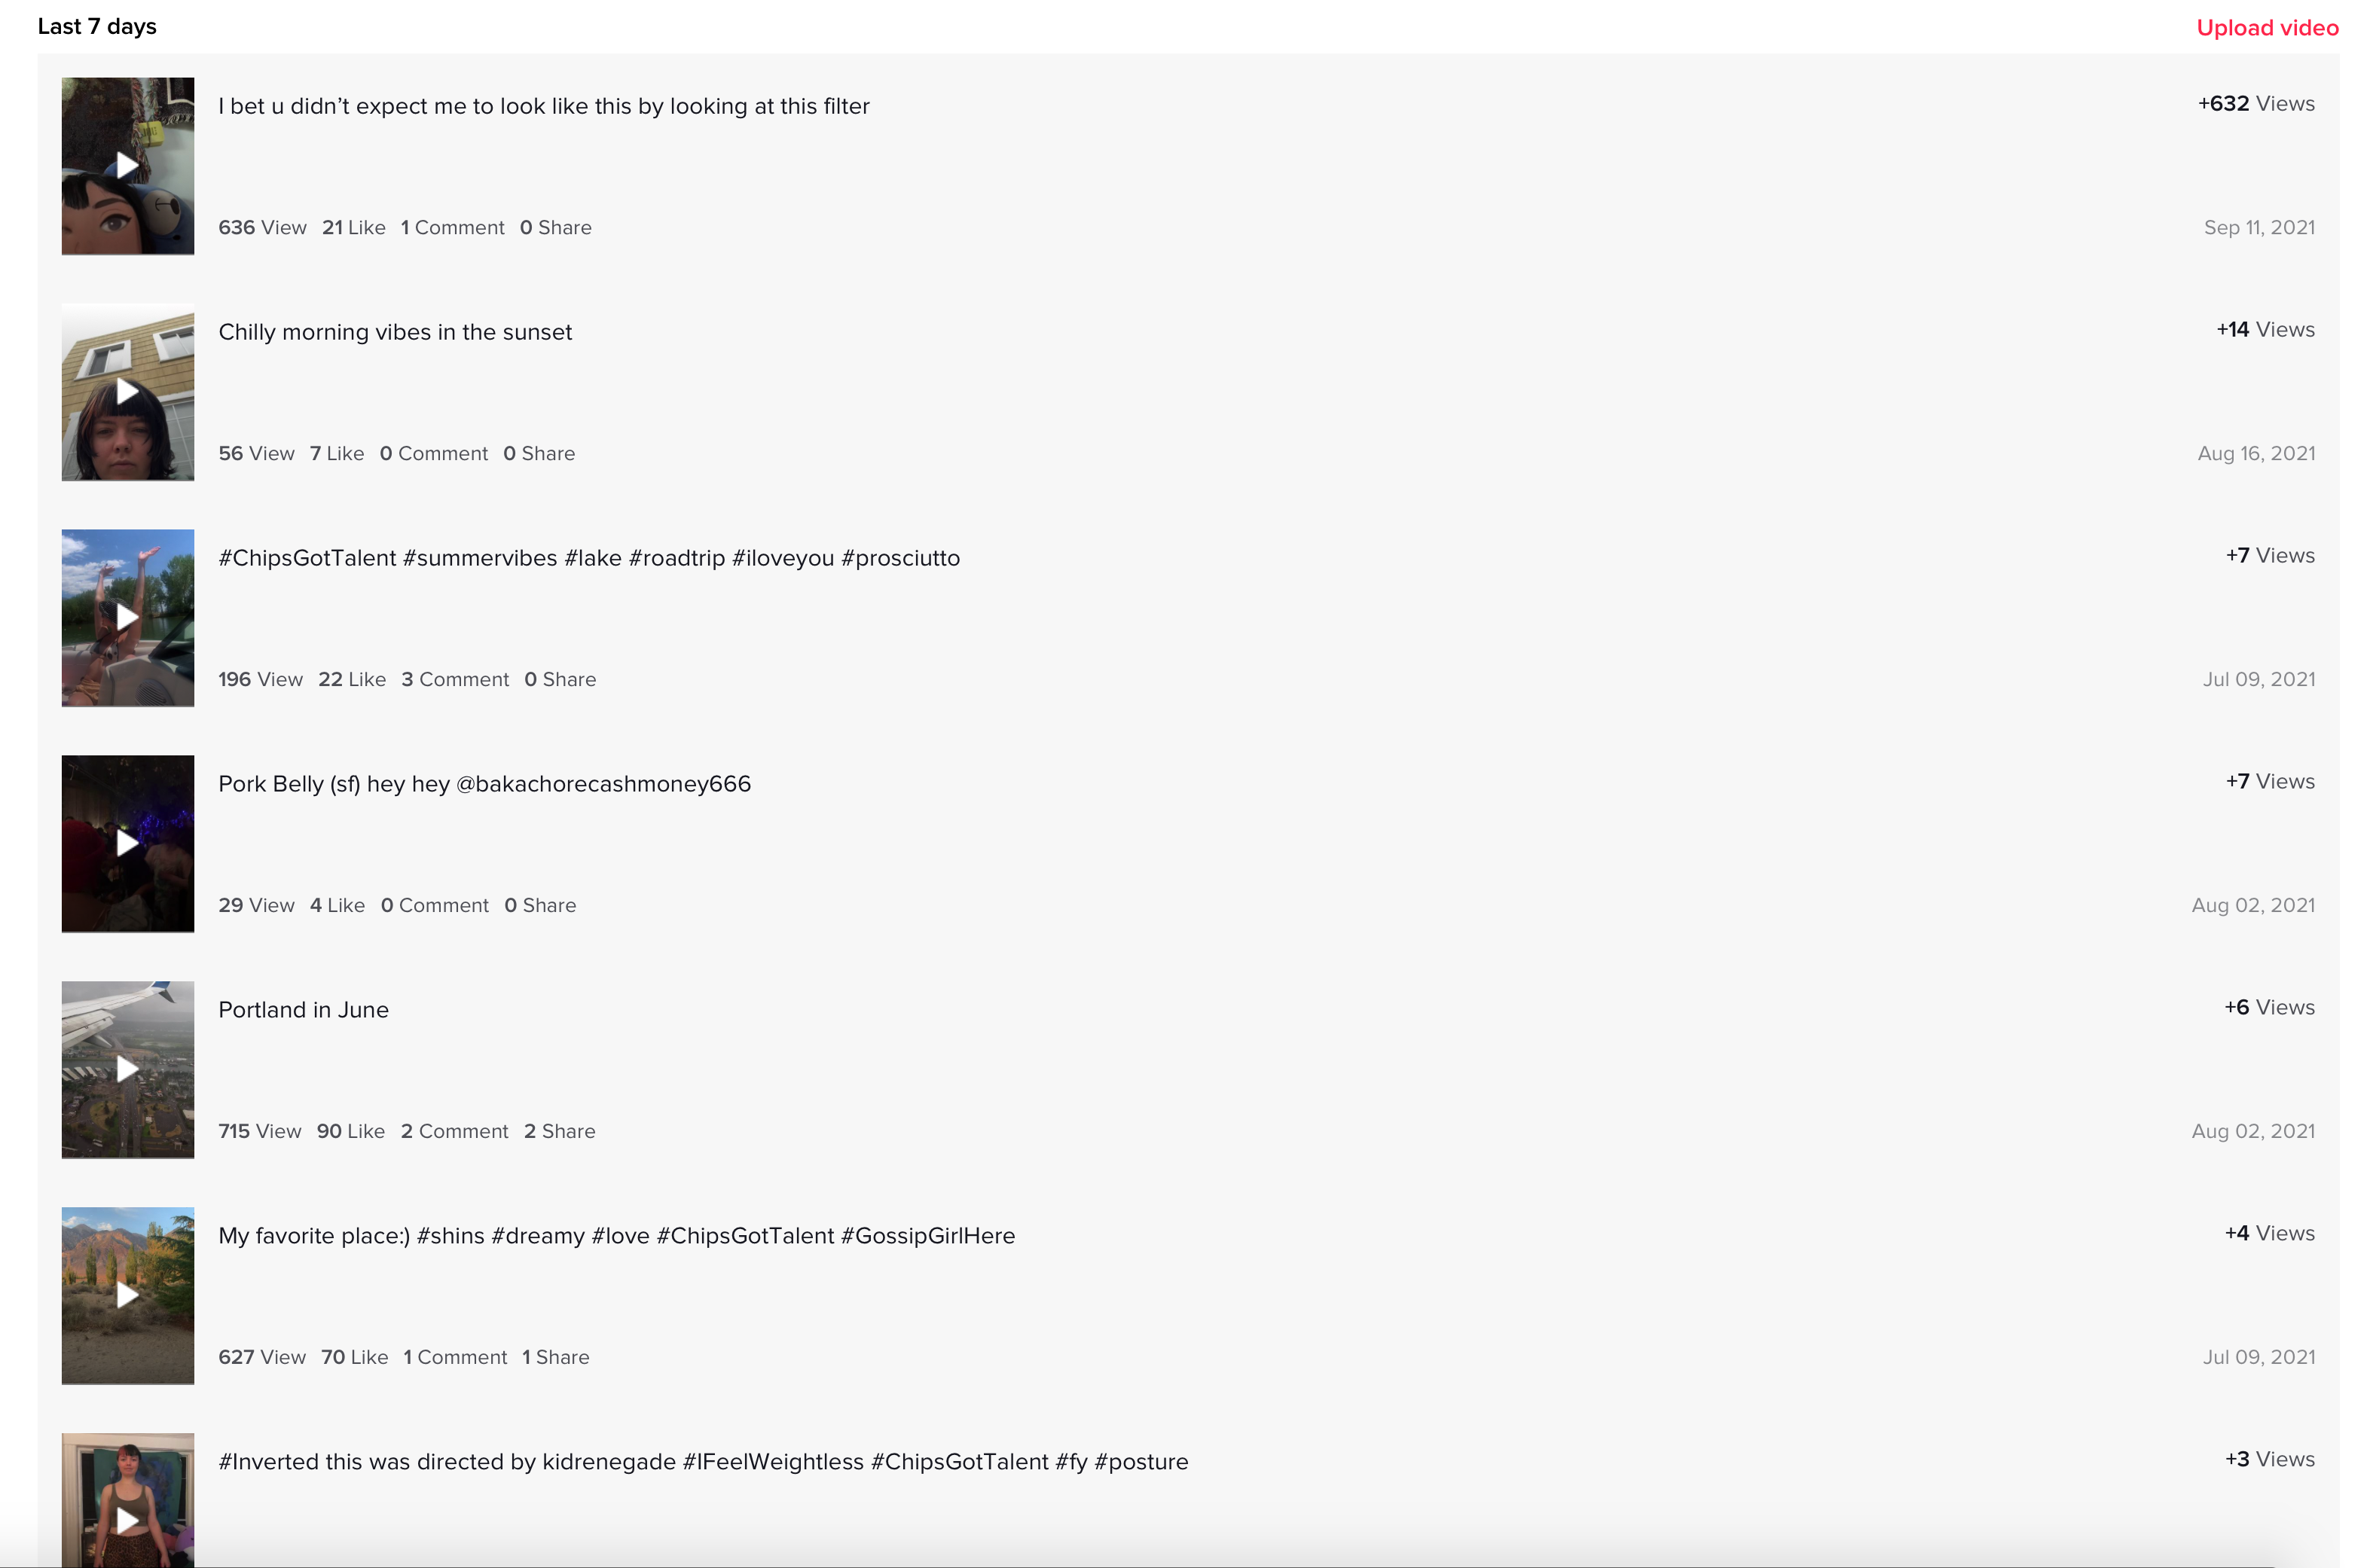 Last 7 days
Upload video
I bet u didn’t expect me to look like this by looking at this filter
+632 Views
636 View 21 Like 1 Comment 0 Share
Sep 11, 2021
Chilly morning vibes in the sunset
+14 Views
56 View 7 Like 0 Comment 0 Share
Aug 16, 2021
#ChipsGotTalent #summervibes #lake #roadtrip #iloveyou #prosciutto
+7 Views
196 View 22 Like 3 Comment 0 Share
Jul 09, 2021
Pork Belly (sf) hey hey @bakachorecashmoney666
+7 Views
29 View 4 Like 0 Comment 0 Share
Aug 02, 2021
Portland in June
+6 Views
715 View 90 Like 2 Comment 2 Share
Aug 02, 2021
My favorite place:) #shins #dreamy #love #ChipsGotTalent #GossipGirlHere
+4 Views
627 View 70 Like 1 Comment 1 Share
Jul 09, 2021
#Inverted this was directed by kidrenegade #IFeelWeightless #ChipsGotTalent #fy #posture
+3 Views